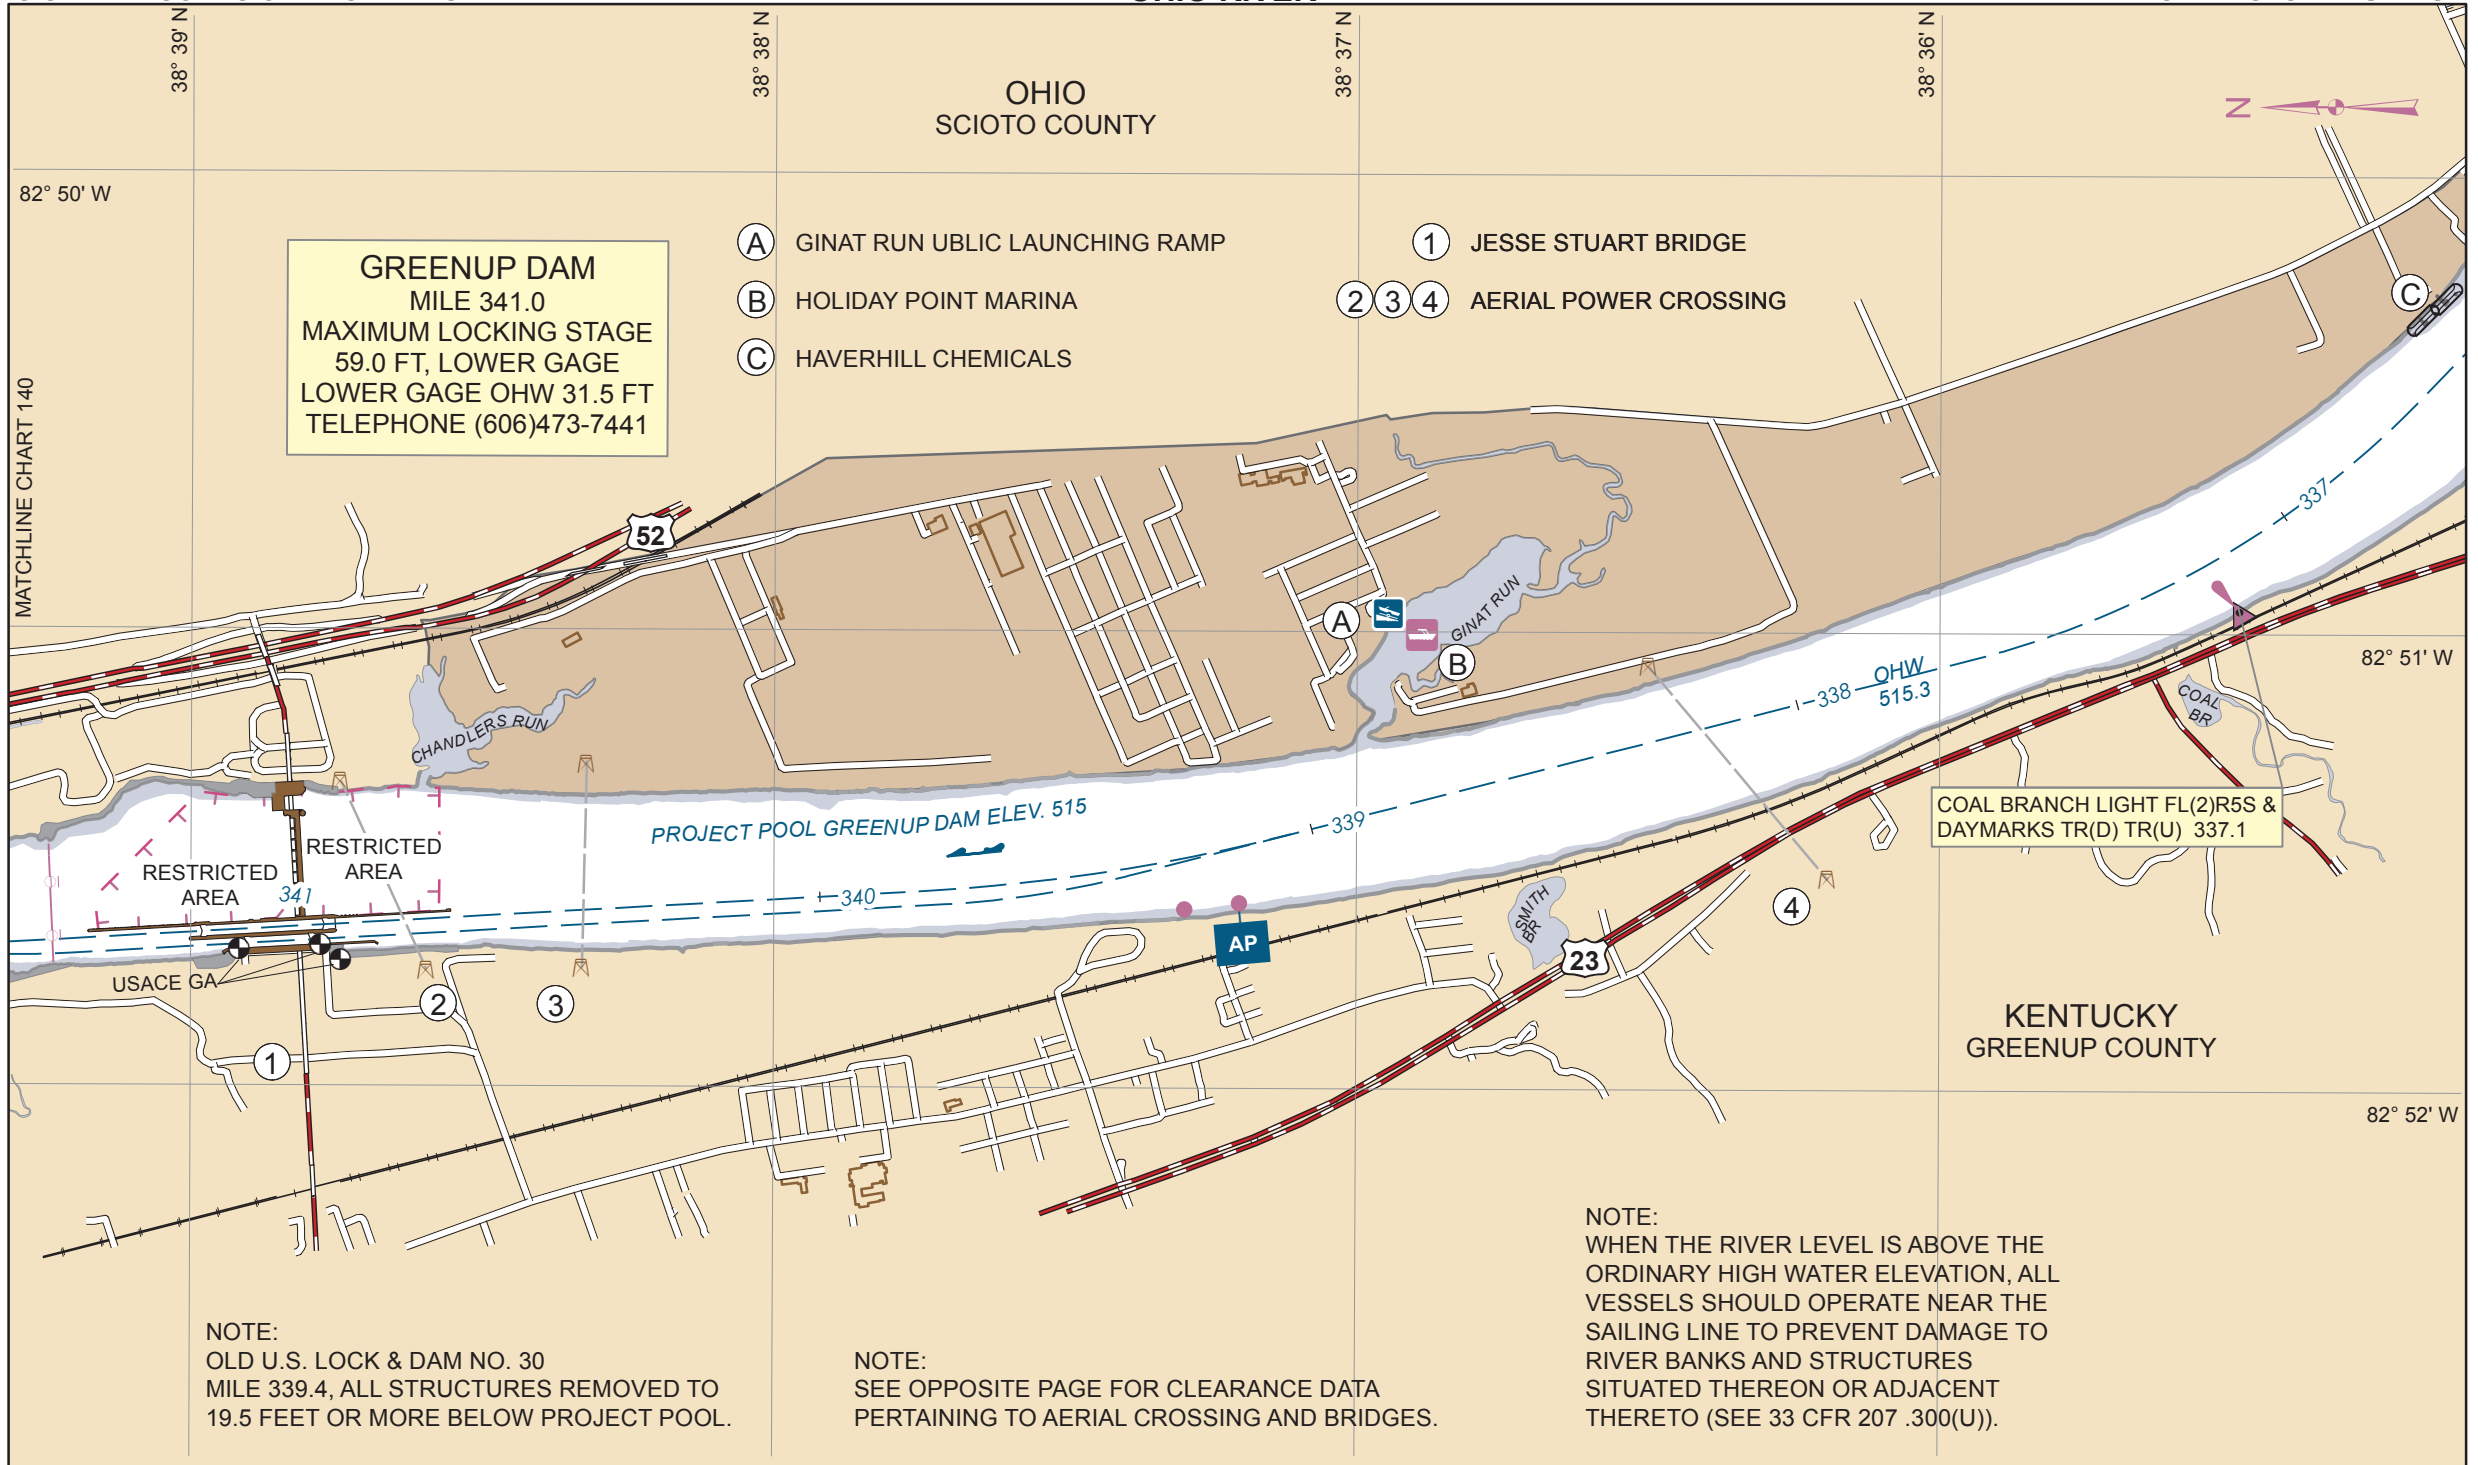 38° 39' N
38° 38' N
38° 37' N
38° 36' N
OHIO
SCIOTO COUNTY
N
82° 50' W
MATCHLINE CHART 140
GREENUP DAM
MILE 341.0
MAXIMUM LOCKING STAGE
59.0 FT, LOWER GAGE
LOWER GAGE OHW 31.5 FT
TELEPHONE (606)473-7441
A GINAT RUN UBLIC LAUNCHING RAMP
B HOLIDAY POINT MARINA
C HAVERHILL CHEMICALS
1 JESSE STUART BRIDGE
2 3 4 AERIAL POWER CROSSING
C
337
52
A
GINAT RUN
B
82° 51' W
OHW
515.3
338
COAL
BR
CHANDLERS RUN
PROJECT POOL GREENUP DAM ELEV. 515
339
COAL BRANCH LIGHT FL(2)R5S &
DAYMARKS TR(D) TR(U) 337.1
RESTRICTED
AREA
RESTRICTED
AREA
341
340
SMITH
BR
4
AP
23
USACE GA
2
3
1
KENTUCKY
GREENUP COUNTY
82° 52' W
NOTE:
OLD U.S. LOCK & DAM NO. 30
MILE 339.4, ALL STRUCTURES REMOVED TO
19.5 FEET OR MORE BELOW PROJECT POOL.
NOTE:
SEE OPPOSITE PAGE FOR CLEARANCE DATA
PERTAINING TO AERIAL CROSSING AND BRIDGES.
NOTE:
WHEN THE RIVER LEVEL IS ABOVE THE
ORDINARY HIGH WATER ELEVATION, ALL
VESSELS SHOULD OPERATE NEAR THE
SAILING LINE TO PREVENT DAMAGE TO
RIVER BANKS AND STRUCTURES
SITUATED THEREON OR ADJACENT
THERETO (SEE 33 CFR 207 .300(U)).